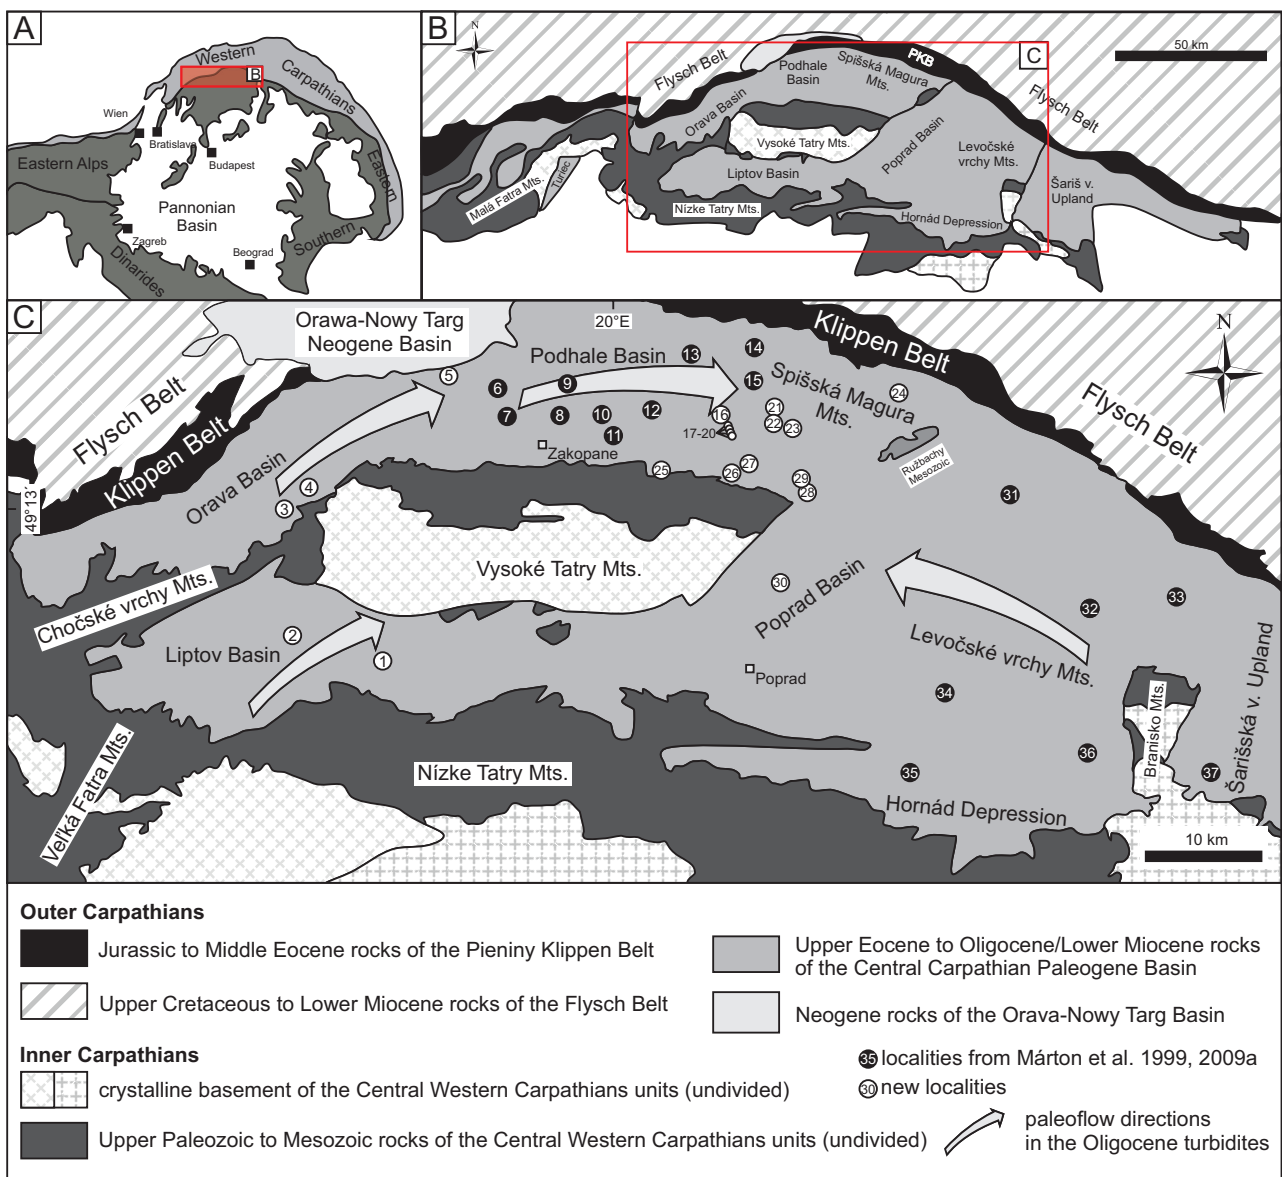 A
Western
Carpathians
B
Wien
Bratislava
Budapest
Eastern Alps
Eastern
Pannonian
Basin
Southern
Zagreb
Beograd
Dinarides
B
N
50 km
PKB
C
Flysch Belt
Podhale
Basin
Spišská Magura
Mts.
Flysch Belt
Orava Basin
Vysoké Tatry Mts.
Poprad Basin
Levočské
vrchy Mts.
Liptov Basin
Turiec
Malá Fatra Mts.
Nízke Tatry Mts.
Hornád Depression
Šariš v.
Upland
C
Orawa-Nowy Targ
Neogene Basin
20°E
Klippen Belt
N
Podhale Basin
13
14
5
6
9
15
Spišská Magura
Mts.
24
7
8
10
12
11
16
21
22
23
17-20
Flysch Belt
Klippen Belt
Flysch Belt
Zakopane
Ružbachy
Mesozoic
Orava Basin
25
26
27
29
28
4
3
49°13′
31
Vysoké Tatry Mts.
30
Poprad Basin
32
33
Chočské vrchy Mts.
2
Liptov Basin
1
Levočské vrchy Mts.
Poprad
34
Šarišská v. Upland
Branisko Mts.
36
35
37
Veľká Fatra Mts.
Nízke Tatry Mts.
Hornád Depression
10 km
Outer Carpathians
Jurassic to Middle Eocene rocks of the Pieniny Klippen Belt
Upper Cretaceous to Lower Miocene rocks of the Flysch Belt
Inner Carpathians
crystalline basement of the Central Western Carpathians units (undivided)
Upper Paleozoic to Mesozoic rocks of the Central Western Carpathians units (undivided)
Upper Eocene to Oligocene/Lower Miocene rocks
of the Central Carpathian Paleogene Basin
Neogene rocks of the Orava-Nowy Targ Basin
35 localities from Márton et al. 1999, 2009a
30 new localities
paleoflow directions
in the Oligocene turbidites